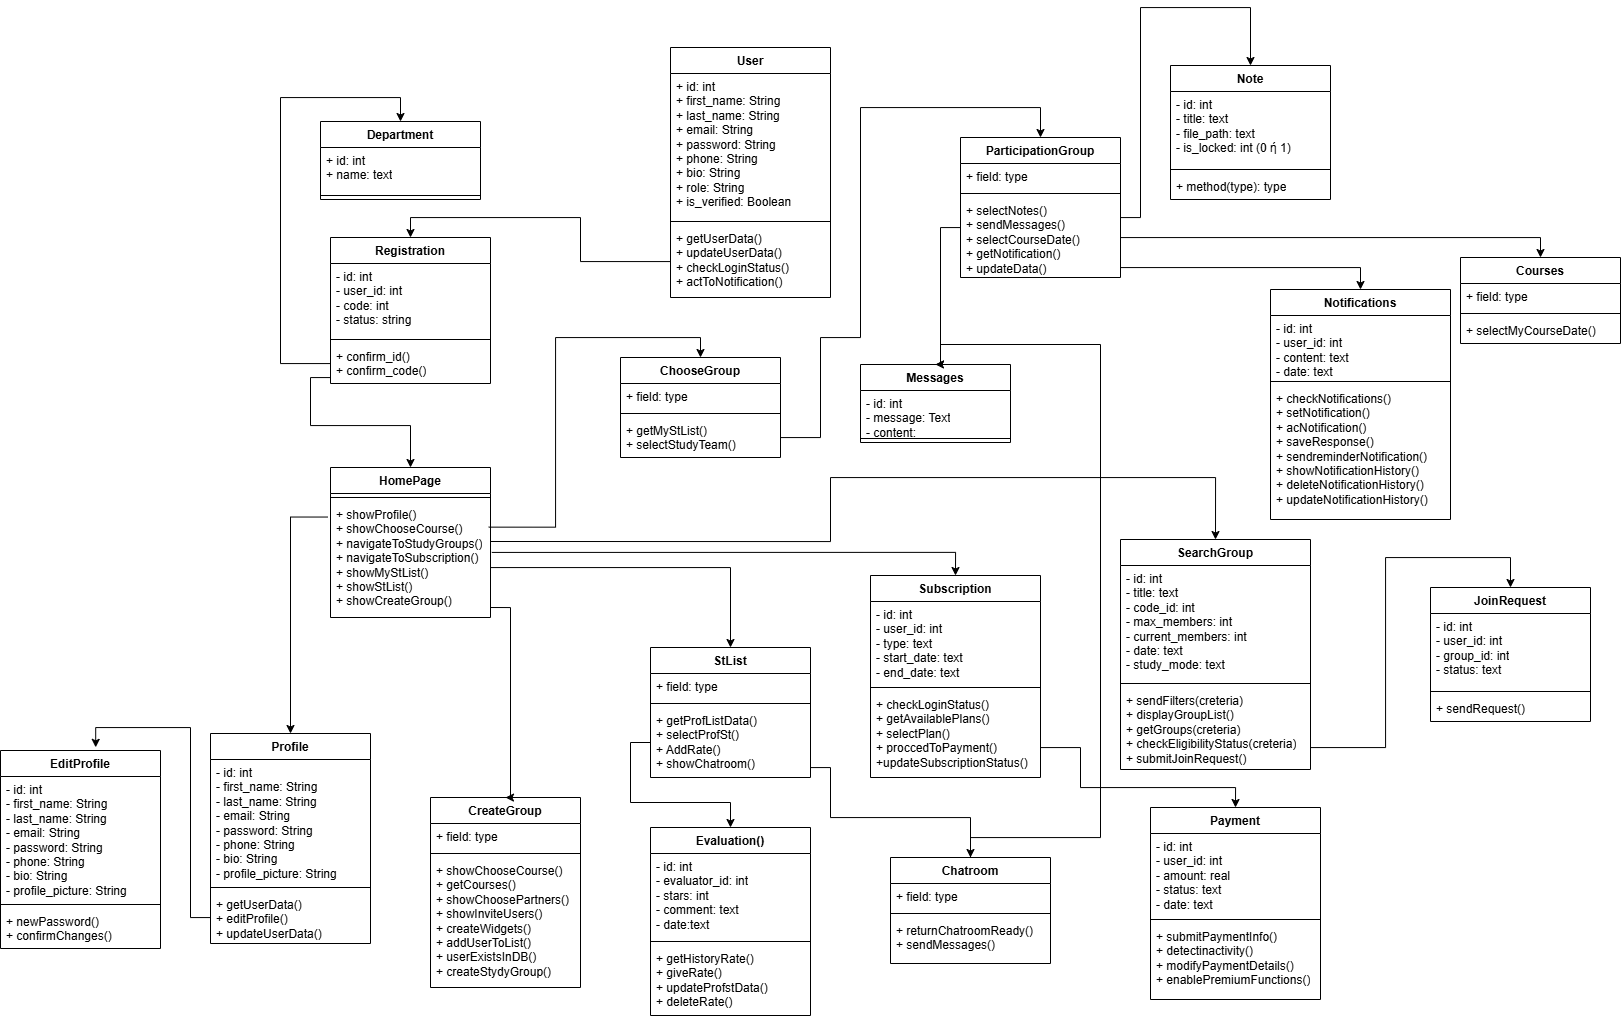 User
+ id: int
+ first_name: String
+ last_name: String
+ email: String
+ password: String
+ phone: String
+ bio: String
+ role: String
+ is_verified: Boolean
+ getUserData()
+ updateUserData()
+ checkLoginStatus()
+ actToNotification()
Note
- id: int
- title: text
- file_path: text
- is_locked: int (0 ή 1)
+ method(type): type
Department
+ id: int
+ name: text
ParticipationGroup
+ field: type
+ selectNotes()
+ sendMessages()
+ selectCourseDate()
+ getNotification()
+ updateData()
Registration
- id: int
- user_id: int
- code: int
- status: string
+ confirm_id()
+ confirm_code()
Courses
+ field: type
+ selectMyCourseDate()
Notifications
- id: int
- user_id: int
- content: text
- date: text
+ checkNotifications()
+ setNotification()
+ acNotification()
+ saveResponse()
+ sendreminderNotification()
+ showNotificationHistory()
+ deleteNotificationHistory()
+ updateNotificationHistory()
ChooseGroup
+ field: type
+ getMyStList()
+ selectStudyTeam()
Messages
- id: int
- message: Text
- content:
HomePage
+ showProfile()
+ showChooseCourse()
+ navigateToStudyGroups()
+ navigateToSubscription()
+ showMyStList()
+ showStList()
+ showCreateGroup()
SearchGroup
- id: int
- title: text
- code_id: int
- max_members: int
- current_members: int
- date: text
- study_mode: text
+ sendFilters(creteria)
+ displayGroupList()
+ getGroups(creteria)
+ checkEligibilityStatus(creteria)
+ submitJoinRequest()
Subscription
- id: int
- user_id: int
- type: text
- start_date: text
- end_date: text
+ checkLoginStatus()
+ getAvailablePlans()
+ selectPlan()
+ proccedToPayment()
+updateSubscriptionStatus()
JoinRequest
- id: int
- user_id: int
- group_id: int
- status: text
+ sendRequest()
StList
+ field: type
+ getProfListData()
+ selectProfSt()
+ AddRate()
+ showChatroom()
Profile
- id: int
- first_name: String
- last_name: String
- email: String
- password: String
- phone: String
- bio: String
- profile_picture: String
+ getUserData()
+ editProfile()
+ updateUserData()
EditProfile
- id: int
- first_name: String
- last_name: String
- email: String
- password: String
- phone: String
- bio: String
- profile_picture: String
+ newPassword()
+ confirmChanges()
CreateGroup
+ field: type
+ showChooseCourse()
+ getCourses()
+ showChoosePartners()
+ showInviteUsers()
+ createWidgets()
+ addUserToList()
+ userExistsInDB()
+ createStydyGroup()
Evaluation()
- id: int
- evaluator_id: int
- stars: int
- comment: text
- date:text
+ getHistoryRate()
+ giveRate()
+ updateProfstData()
+ deleteRate()
Chatroom
+ field: type
+ returnChatroomReady()
+ sendMessages()
Payment
- id: int
- user_id: int
- amount: real
- status: text
- date: text
+ submitPaymentInfo()
+ detectinactivity()
+ modifyPaymentDetails()
+ enablePremiumFunctions()